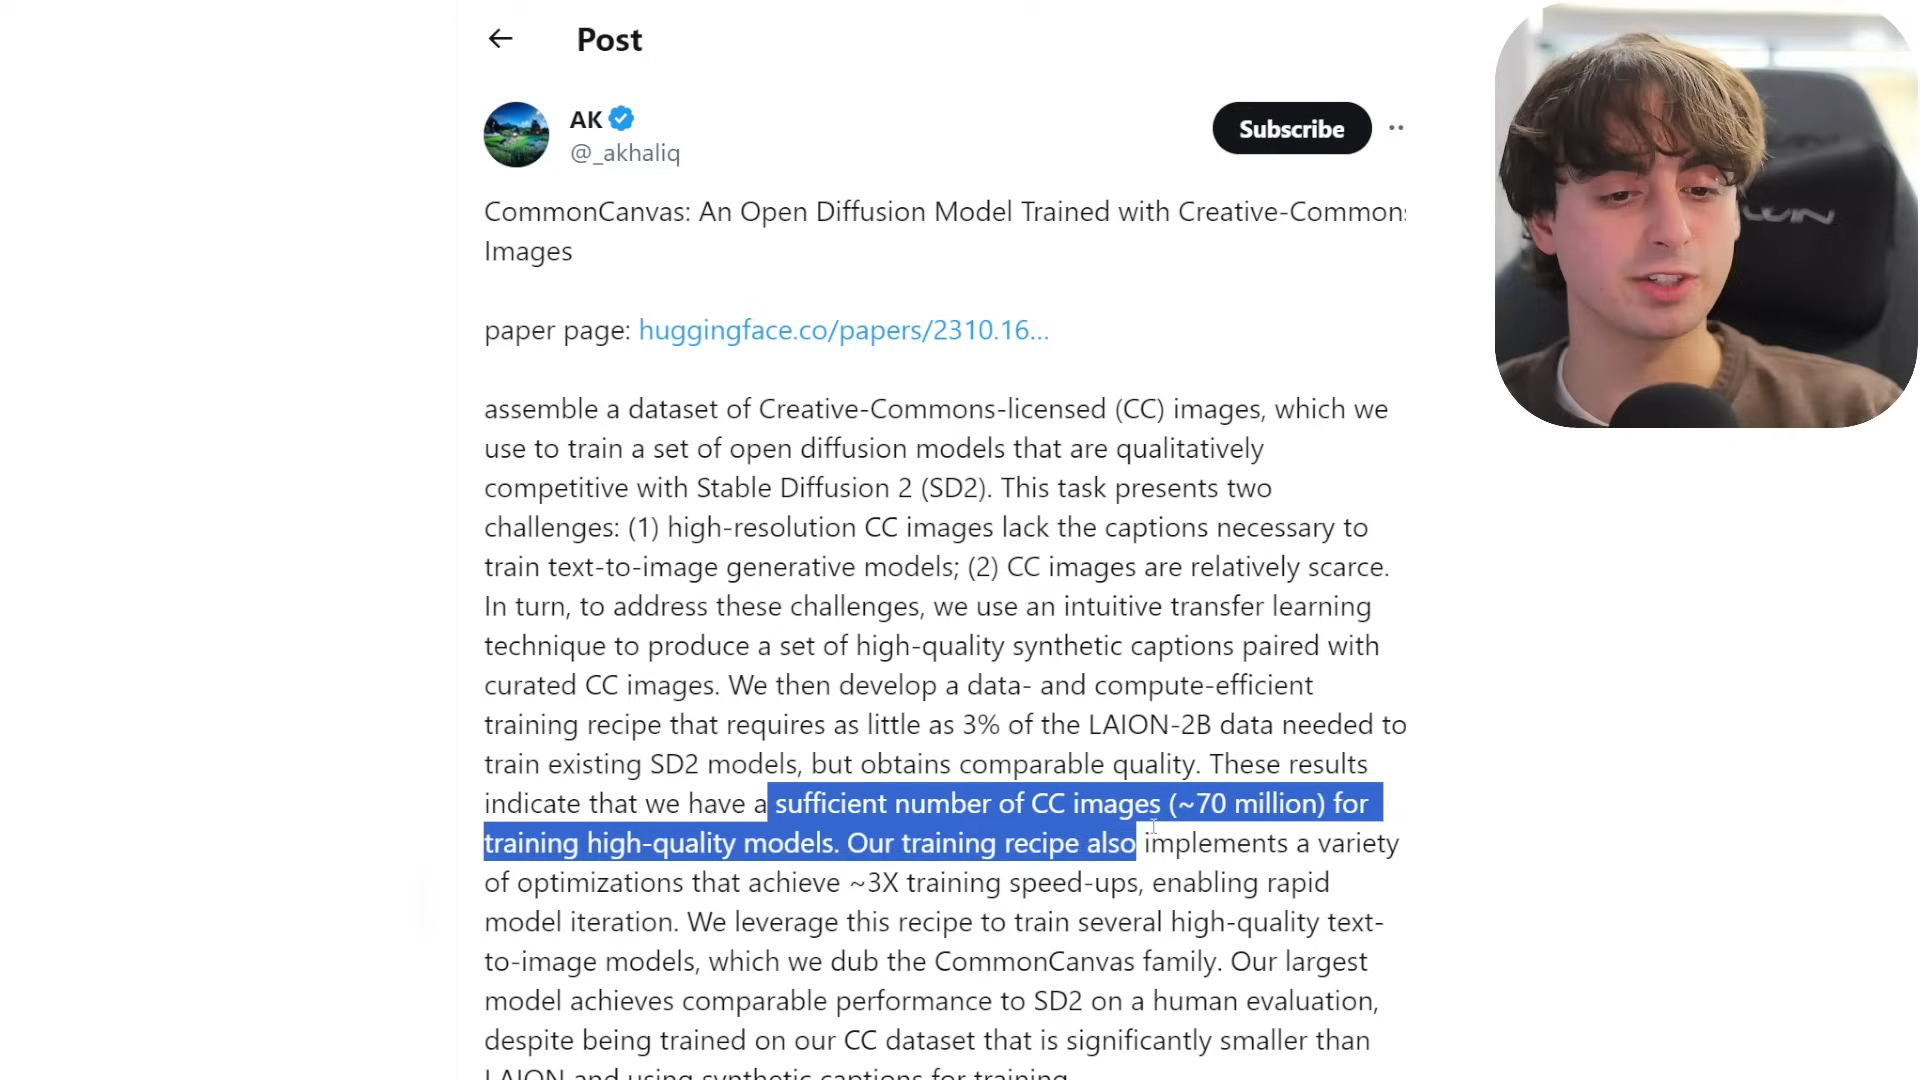 Post
AK
@_akhaliq
Subscribe
CommonCanvas: An Open Diffusion Model Trained with Creative-Commons
Images
paper page: huggingface.co/papers/2310.16...
assemble a dataset of Creative-Commons-licensed (CC) images, which we
use to train a set of open diffusion models that are qualitatively
competitive with Stable Diffusion 2 (SD2). This task presents two
challenges: (1) high-resolution CC images lack the captions necessary to
train text-to-image generative models; (2) CC images are relatively scarce.
In turn, to address these challenges, we use an intuitive transfer learning
technique to produce a set of high-quality synthetic captions paired with
curated CC images. We then develop a data- and compute-efficient
training recipe that requires as little as 3% of the LAION-2B data needed to
train existing SD2 models, but obtains comparable quality. These results
indicate that we have a sufficient number of CC images (~70 million) for
training high-quality models. Our training recipe also implements a variety
of optimizations that achieve ~3X training speed-ups, enabling rapid
model iteration. We leverage this recipe to train several high-quality text-
to-image models, which we dub the CommonCanvas family. Our largest
model achieves comparable performance to SD2 on a human evaluation,
despite being trained on our CC dataset that is significantly smaller than
LAION and using synthetic captions for training.